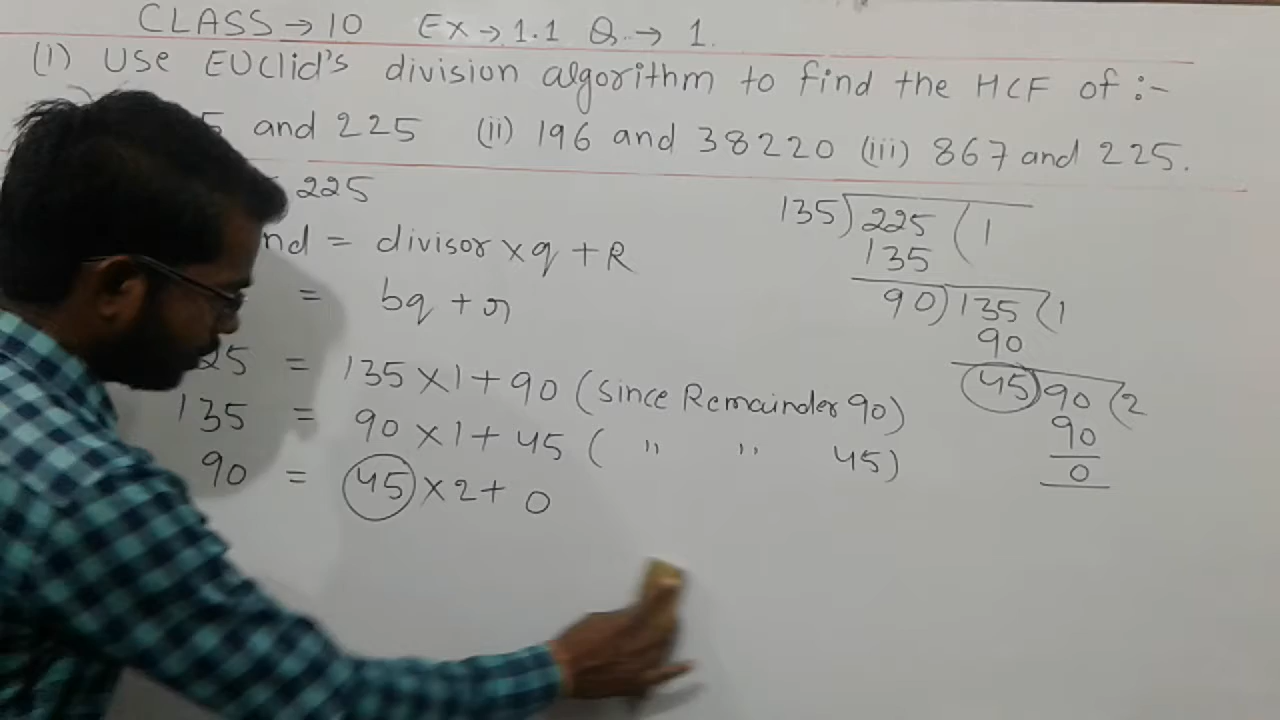 CLASS → 10 Ex → 1.1 Q. → 1.
(1) Use Euclid's division algorithm to find the HCF of :-
5 and 225 (ii) 196 and 38220 (iii) 867 and 225.
225
nd = divisor × q + R
= bq + r
25 = 135 × 1 + 90 (Since Remainder 90)
135 = 90 × 1 + 45 ( " " 45)
90 = 45 × 2 + 0
135) 225 ( 1
135
90) 135 ( 1
90
45) 90 ( 2
90
0